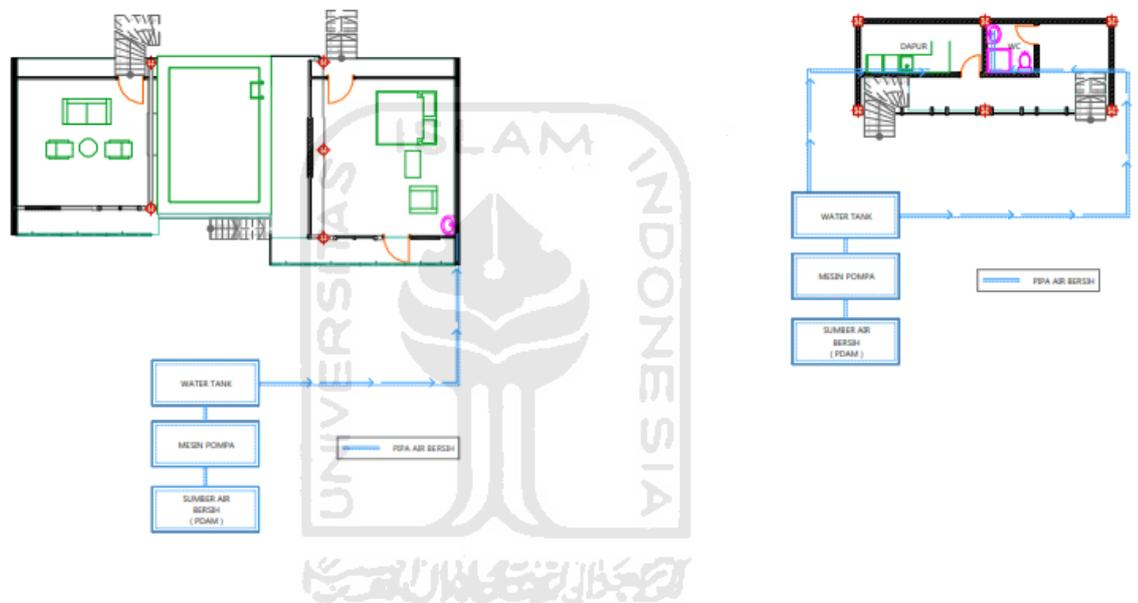 WATER TANK
MESIN POMPA
SUMBER AIR
BERSIH
( PDAM )
PIPA AIR BERSIH
DAPUR
WC
WATER TANK
MESIN POMPA
SUMBER AIR
BERSIH
( PDAM )
PIPA AIR BERSIH
UNIVERSITAS
ISLAM
INDONESIA